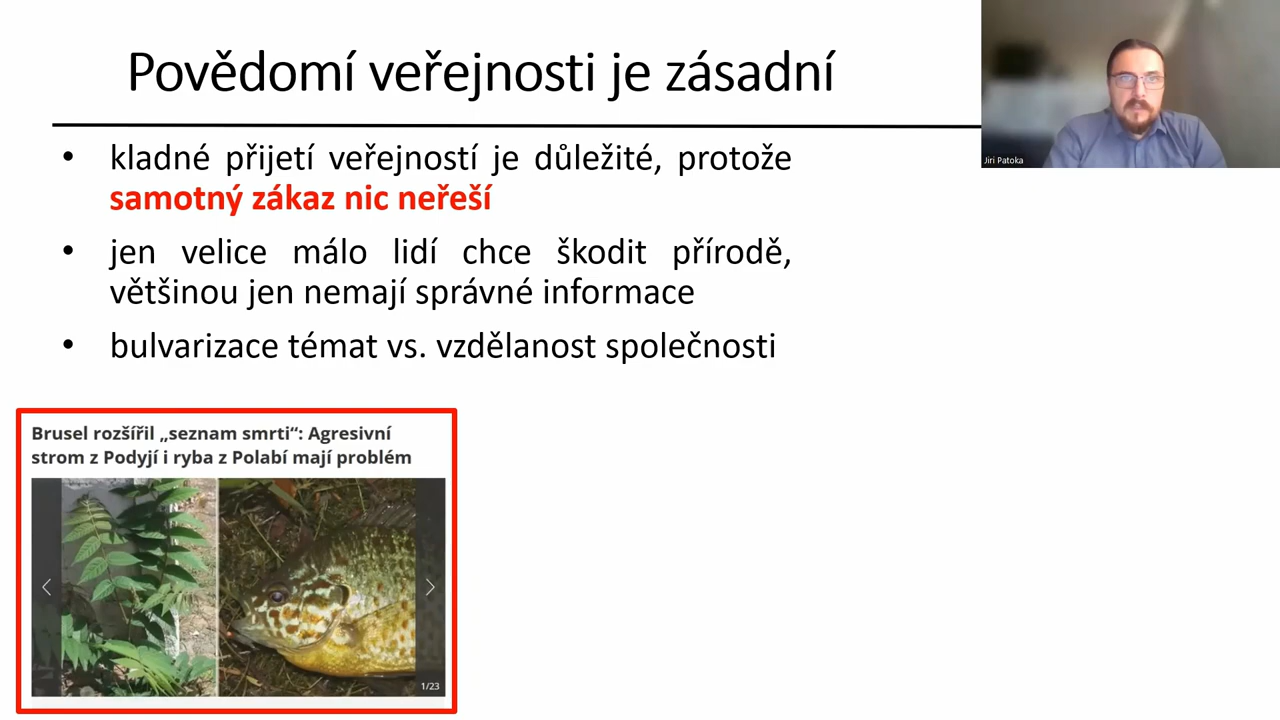 Povědomí veřejnosti je zásadní
• kladné přijetí veřejností je důležité, protože
samotný zákaz nic neřeší
• jen velice málo lidí chce škodit přírodě,
většinou jen nemají správné informace
• bulvarizace témat vs. vzdělanost společnosti
Jiri Patoka
Brusel rozšířil „seznam smrti“: Agresivní
strom z Podyjí i ryba z Polabí mají problém
1/23